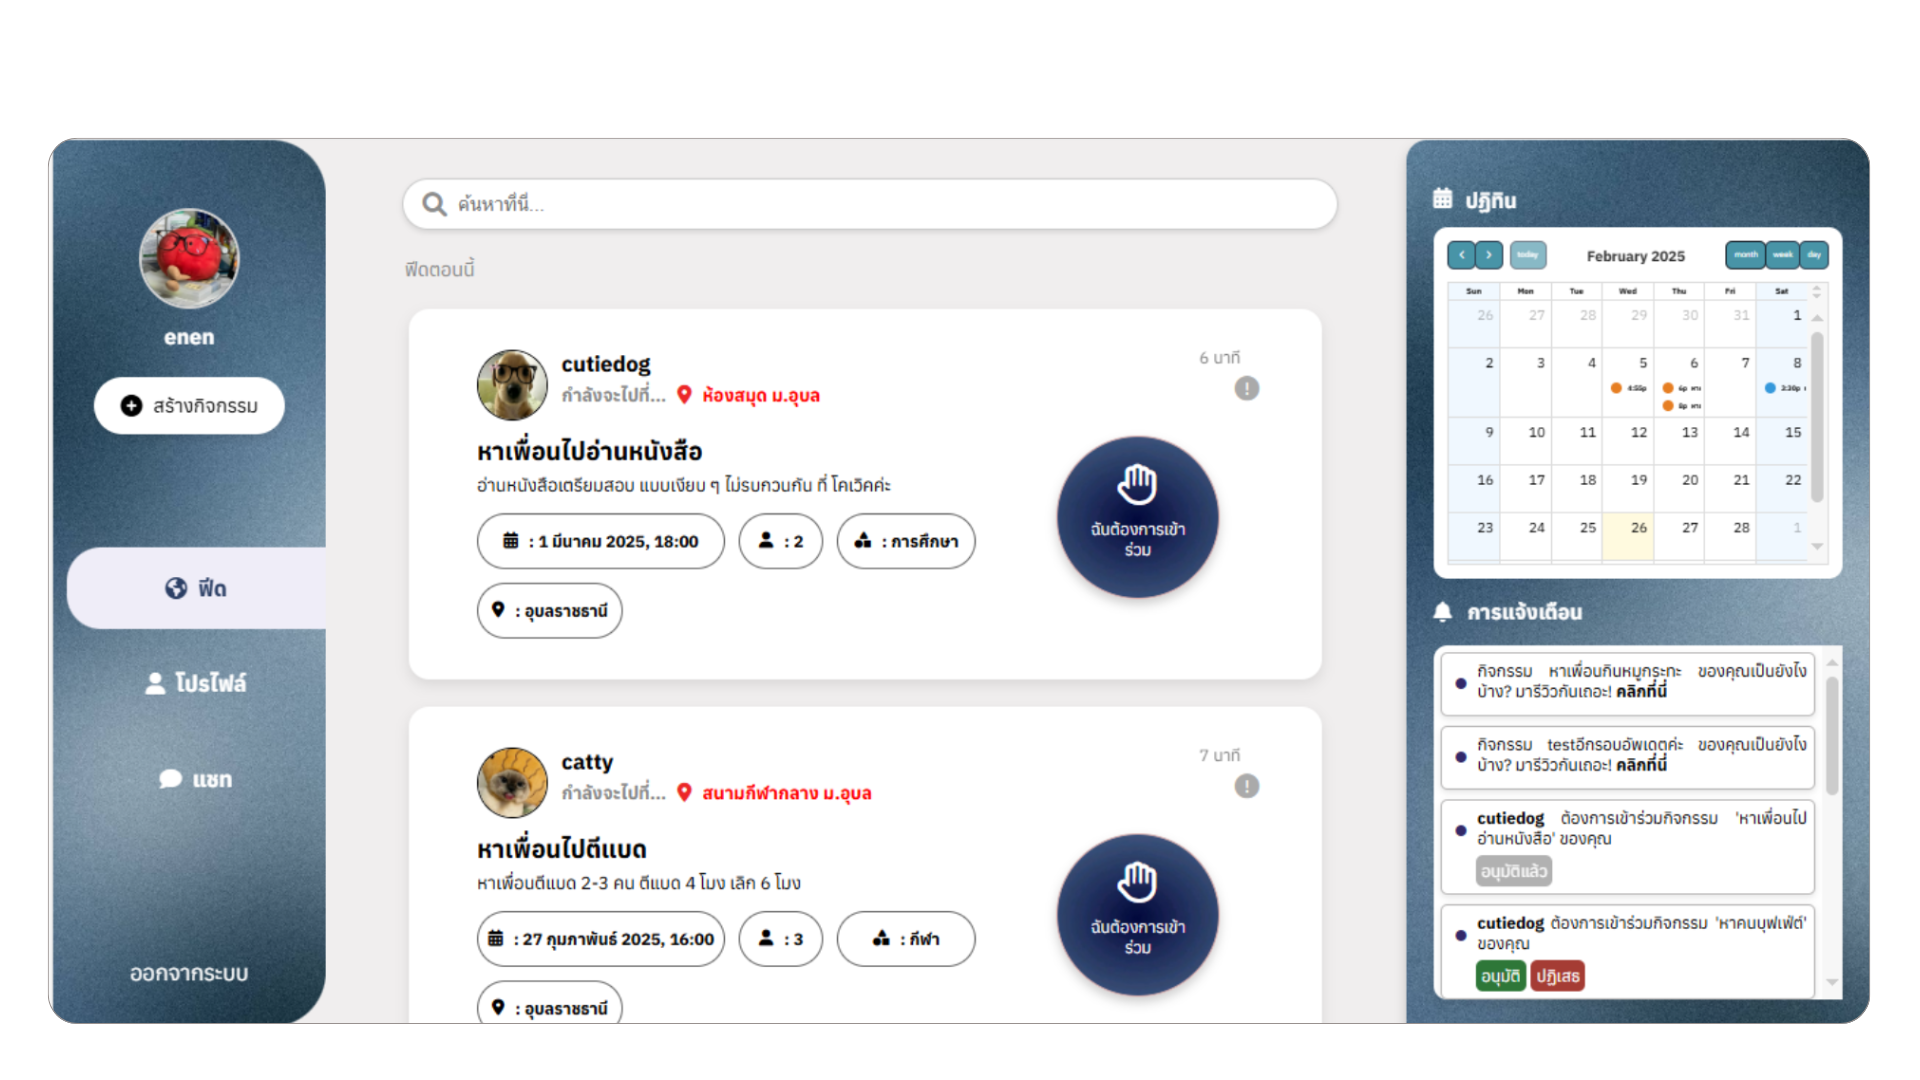 enen
สร้างกิจกรรม
ฟีด
โปรไฟล์
แชท
ออกจากระบบ
ค้นหาที่นี่...
ฟีดตอนนี้
cutiedog
กำลังจะไปที่... ห้องสมุด ม.อุบล
6 นาที
หาเพื่อนไปอ่านหนังสือ
อ่านหนังสือเตรียมสอบ แบบเงียบ ๆ ไม่รบกวนกัน ที่ โคเวิคค่ะ
: 1 มีนาคม 2025, 18:00
: 2
: การศึกษา
: อุบลราชธานี
ฉันต้องการเข้า
ร่วม
catty
กำลังจะไปที่... สนามกีฬากลาง ม.อุบล
7 นาที
หาเพื่อนไปตีแบด
หาเพื่อนตีแบด 2-3 คน ตีแบด 4 โมง เลิก 6 โมง
: 27 กุมภาพันธ์ 2025, 16:00
: 3
: กีฬา
: อุบลราชธานี
ฉันต้องการเข้า
ร่วม
ปฏิทิน
today
February 2025
month week day
Sun Mon Tue Wed Thu Fri Sat
26 27 28 29 30 31 1
2 3 4 5 6 7 8
4:55p 6p 3:30p
8p
9 10 11 12 13 14 15
16 17 18 19 20 21 22
23 24 25 26 27 28 1
การแจ้งเตือน
กิจกรรม หาเพื่อนกินหมูกระทะ ของคุณเป็นยังไง
บ้าง? มารีวิวกันเถอะ! คลิกที่นี่
กิจกรรม testอีกรอบอัพเดตค่ะ ของคุณเป็นยังไง
บ้าง? มารีวิวกันเถอะ! คลิกที่นี่
cutiedog ต้องการเข้าร่วมกิจกรรม 'หาเพื่อนไป
อ่านหนังสือ' ของคุณ
อนุมัติแล้ว
cutiedog ต้องการเข้าร่วมกิจกรรม 'หาคนบุฟเฟ่ต์'
ของคุณ
อนุมัติ ปฏิเสธ